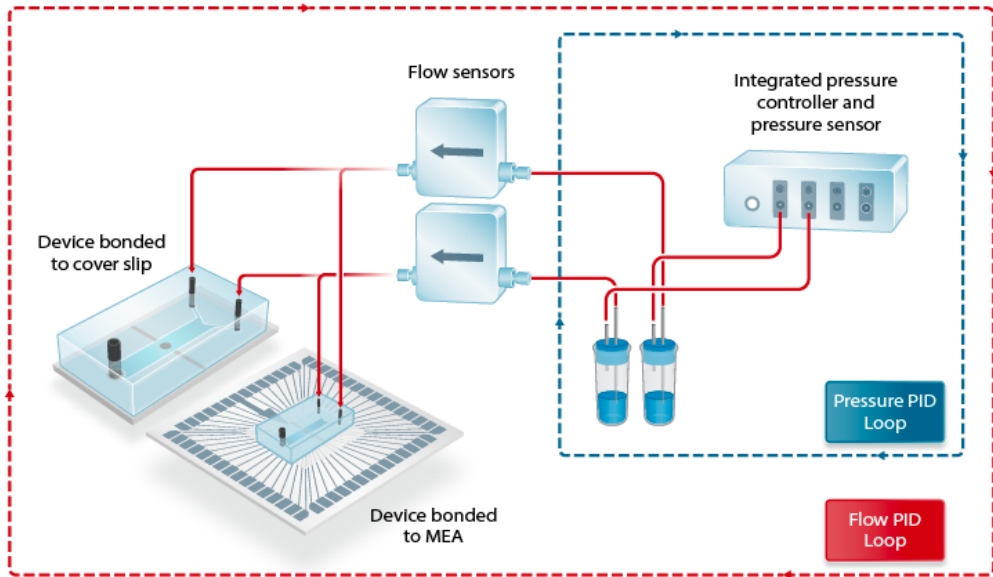 Flow sensors
Integrated pressure
controller and
pressure sensor
Device bonded
to cover slip
Pressure PID
Loop
Device bonded
to MEA
Flow PID
Loop